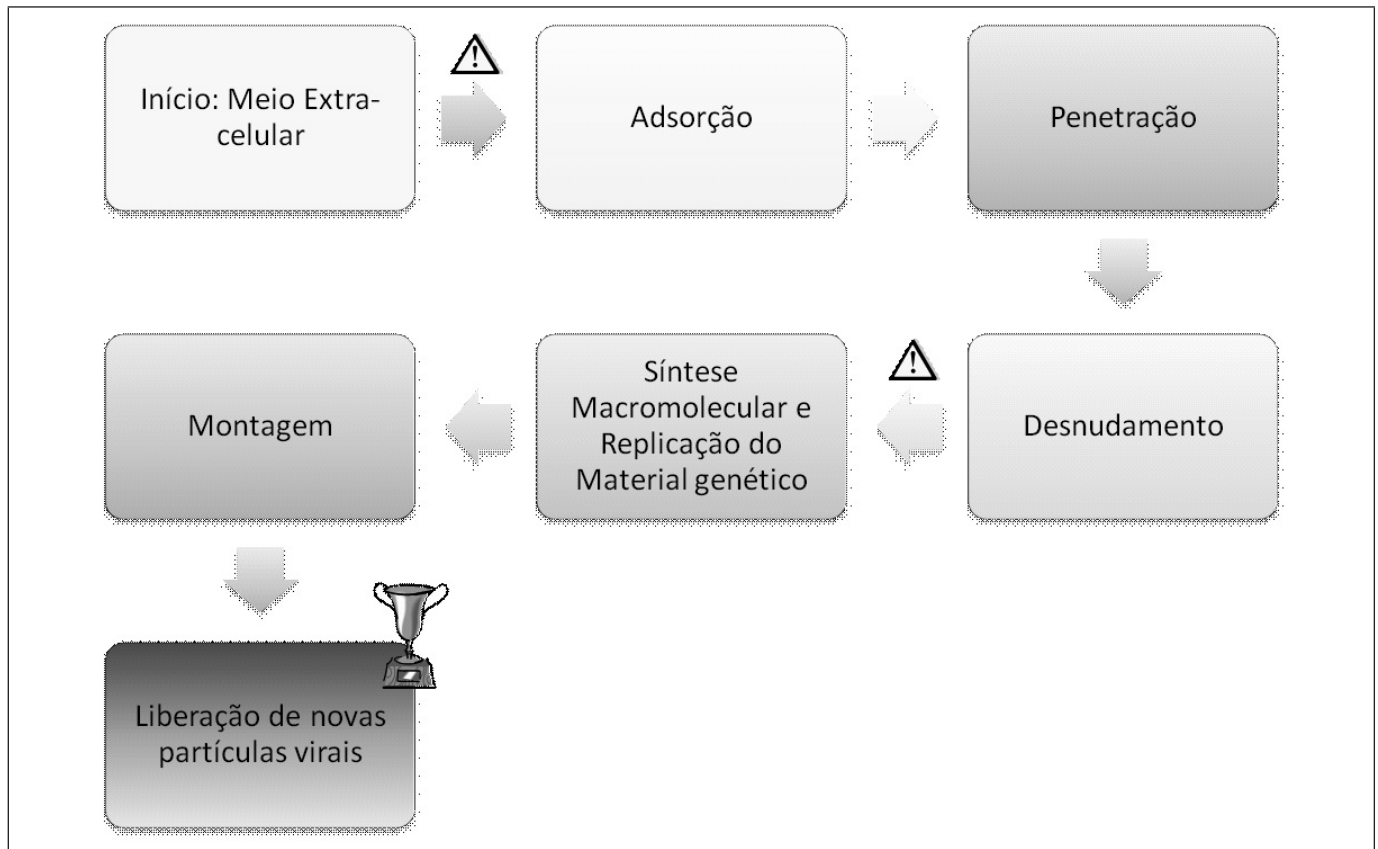 Início: Meio Extra-
celular
Adsorção
Penetração
Desnudamento
Síntese
Macromolecular e
Replicação do
Material genético
Montagem
Liberação de novas
partículas virais